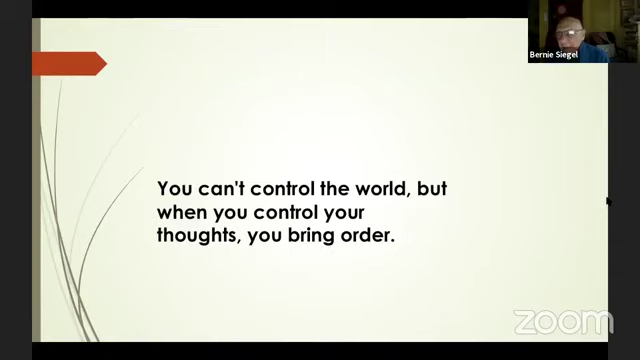 Bernie Siegel
You can't control the world, but
when you control your
thoughts, you bring order.
zoom